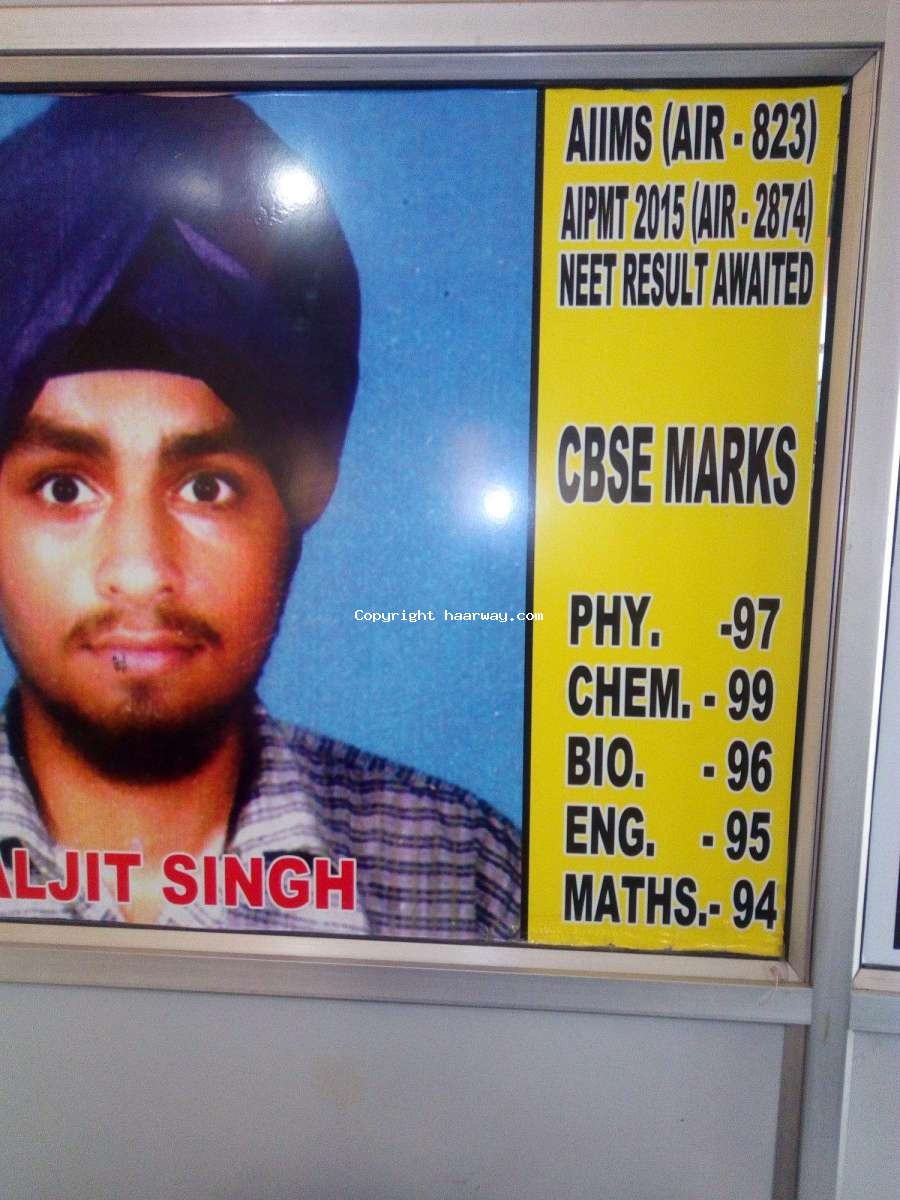 AIIMS (AIR - 823)
AIPMT 2015 (AIR - 2874)
NEET RESULT AWAITED
CBSE MARKS
Copyright haarway.com
PHY. -97
CHEM. - 99
BIO. - 96
ENG. - 95
MATHS.- 94
ALJIT SINGH